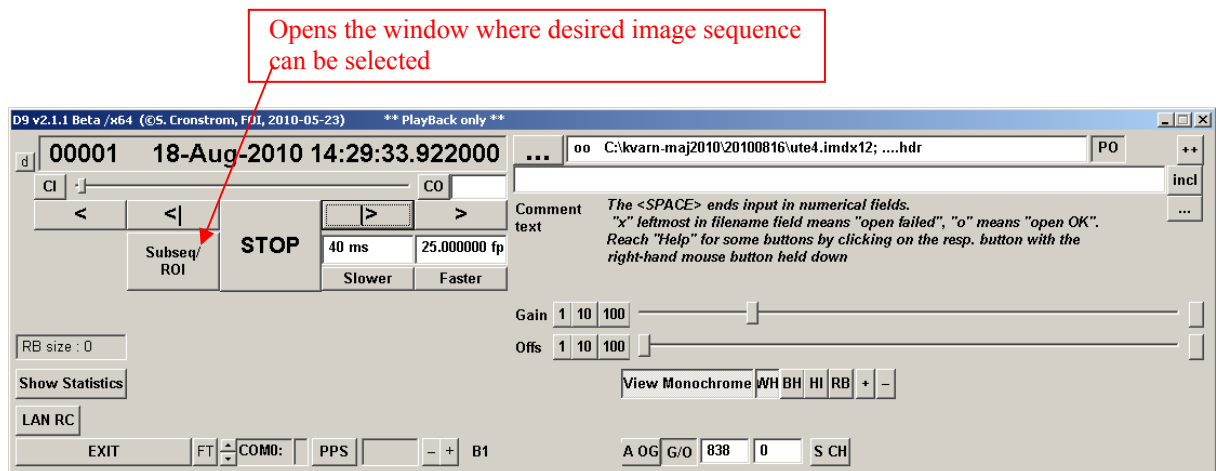 Opens the window where desired image sequence
can be selected
D9 v2.1.1 Beta /x64 (©S. Cronstrom, FOI, 2010-05-23) ** PlayBack only **
d 00001 18-Aug-2010 14:29:33.922000 ... oo C:\kvarn-maj2010\20100816\ute4.imdx12; ....hdr PO ++
CI CO incl
< <| STOP |> > ...
Comment
text
The <SPACE> ends input in numerical fields.
"x" leftmost in filename field means "open failed", "o" means "open OK".
Reach "Help" for some buttons by clicking on the resp. button with the
right-hand mouse button held down
Subseq/
ROI
40 ms 25.000000 fp
Slower Faster
Gain 1 10 100
RB size : 0 Offs 1 10 100
Show Statistics View Monochrome WH BH HI RB + –
LAN RC
EXIT FT COM0: PPS – + B1 A OG G/O 838 0 S CH